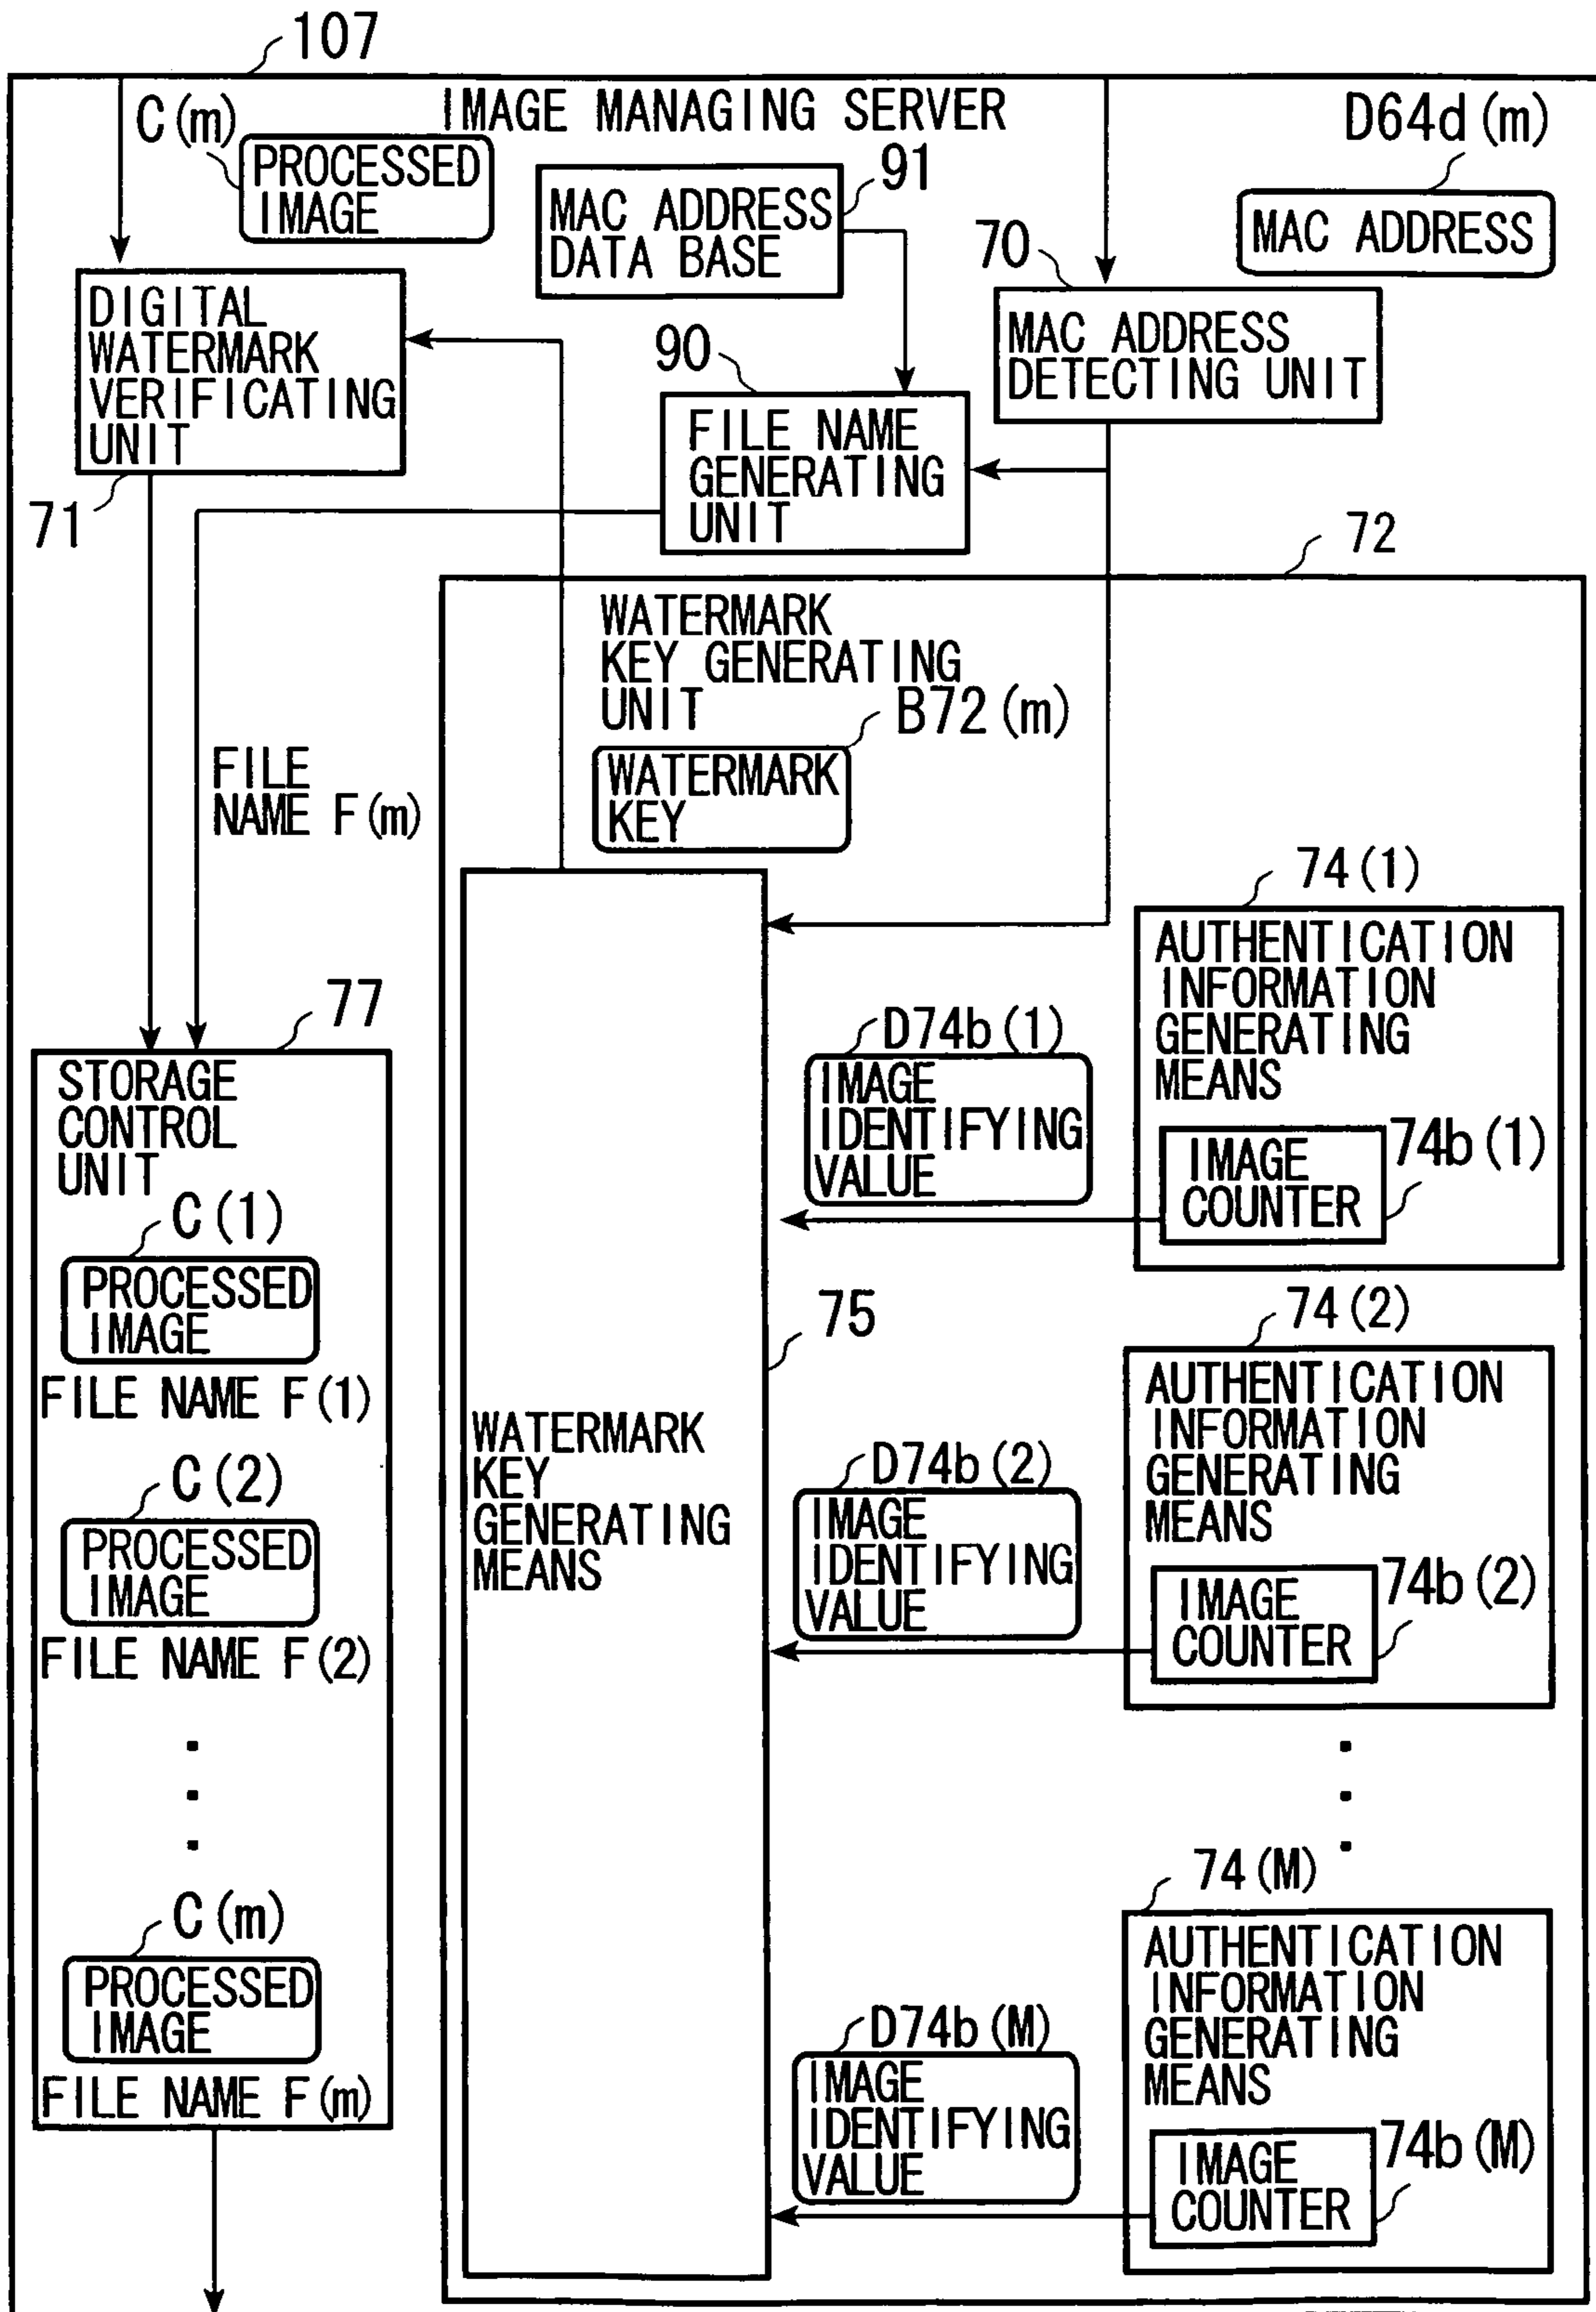 107
IMAGE MANAGING SERVER
C(m)
PROCESSED
IMAGE
MAC ADDRESS
DATA BASE
91
D64d(m)
MAC ADDRESS
70
MAC ADDRESS
DETECTING UNIT
DIGITAL
WATERMARK
VERIFICATING
UNIT
71
90
FILE NAME
GENERATING
UNIT
72
WATERMARK
KEY GENERATING
UNIT
B72(m)
WATERMARK
KEY
FILE
NAME F(m)
77
STORAGE
CONTROL
UNIT
C(1)
PROCESSED
IMAGE
FILE NAME F(1)
C(2)
PROCESSED
IMAGE
FILE NAME F(2)
C(m)
PROCESSED
IMAGE
FILE NAME F(m)
75
WATERMARK
KEY
GENERATING
MEANS
74(1)
AUTHENTICATION
INFORMATION
GENERATING
MEANS
D74b(1)
IMAGE
IDENTIFYING
VALUE
IMAGE
COUNTER
74b(1)
74(2)
AUTHENTICATION
INFORMATION
GENERATING
MEANS
D74b(2)
IMAGE
IDENTIFYING
VALUE
IMAGE
COUNTER
74b(2)
74(M)
AUTHENTICATION
INFORMATION
GENERATING
MEANS
D74b(M)
IMAGE
IDENTIFYING
VALUE
IMAGE
COUNTER
74b(M)